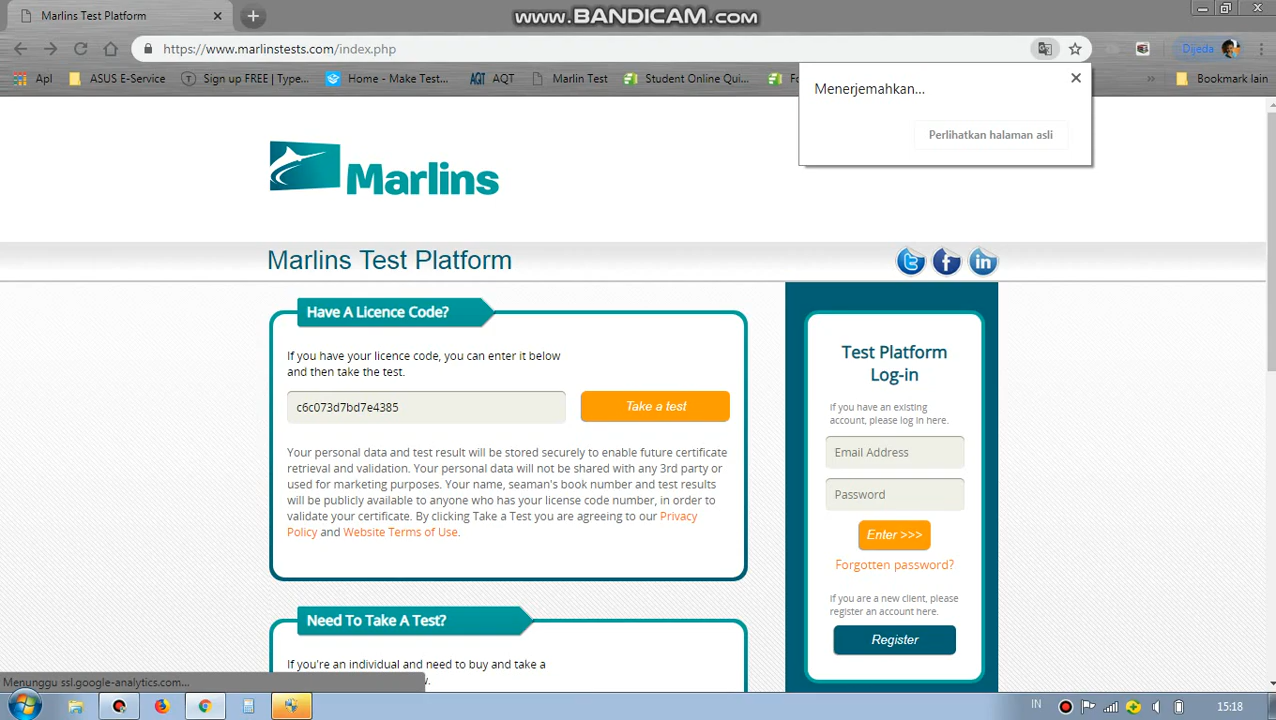 www.BANDICAM.com
Marlins Test Platform
https://www.marlinstests.com/index.php
Dijeda
Apl
ASUS E-Service
Sign up FREE | Type...
Home - Make Test...
AQT
AQT
Marlin Test
Student Online Qui...
»
Bookmark lain
Menerjemahkan...
Perlihatkan halaman asli
Marlins
Marlins Test Platform
Have A Licence Code?
If you have your licence code, you can enter it below
and then take the test.
c6c073d7bd7e4385
Take a test
Your personal data and test result will be stored securely to enable future certificate
retrieval and validation. Your personal data will not be shared with any 3rd party or
used for marketing purposes. Your name, seaman's book number and test results
will be publicly available to anyone who has your license code number, in order to
validate your certificate. By clicking Take a Test you are agreeing to our Privacy
Policy and Website Terms of Use.
Need To Take A Test?
If you're an individual and need to buy and take a
Test Platform
Log-in
If you have an existing
account, please log in here.
Email Address
Password
Enter >>>
Forgotten password?
If you are a new client, please
register an account here.
Register
Menunggu ssl.google-analytics.com...
IN
15:18